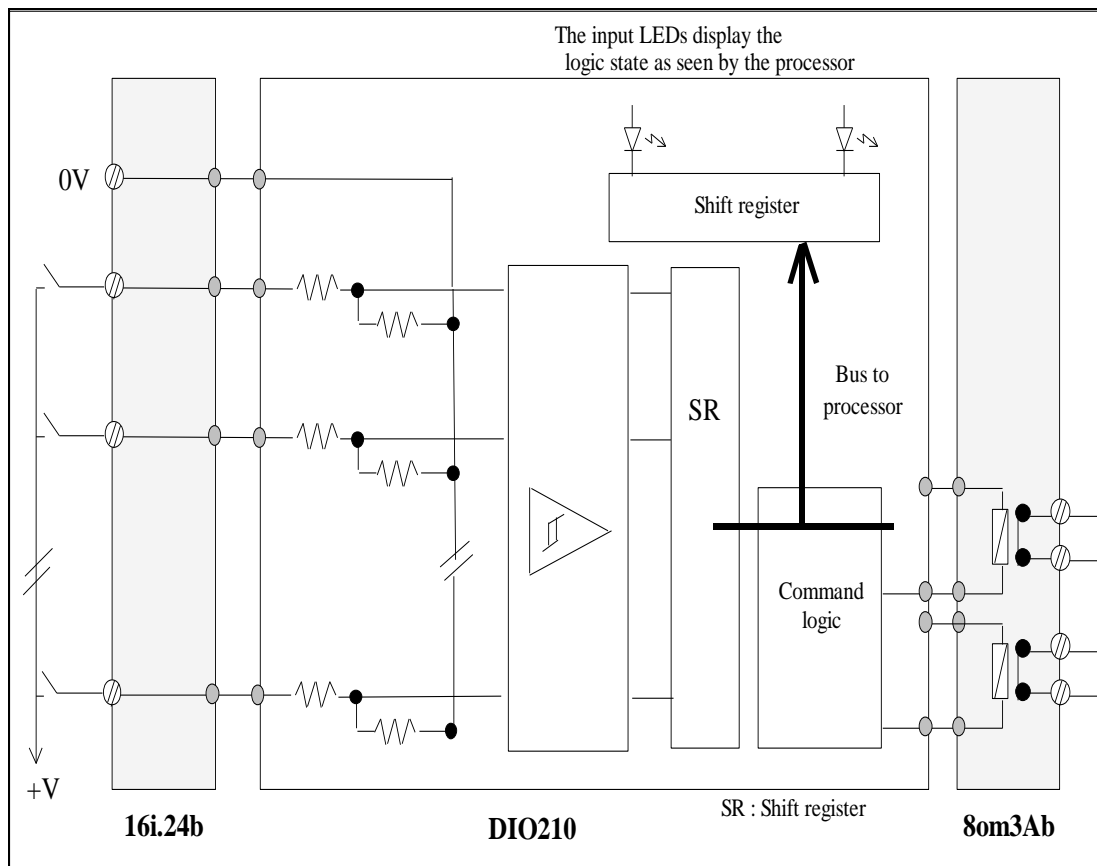 The input LEDs display the
logic state as seen by the processor
0V
Shift register
Bus to
processor
SR
Command
logic
+V
SR : Shift register
16i.24b
DIO210
8om3Ab